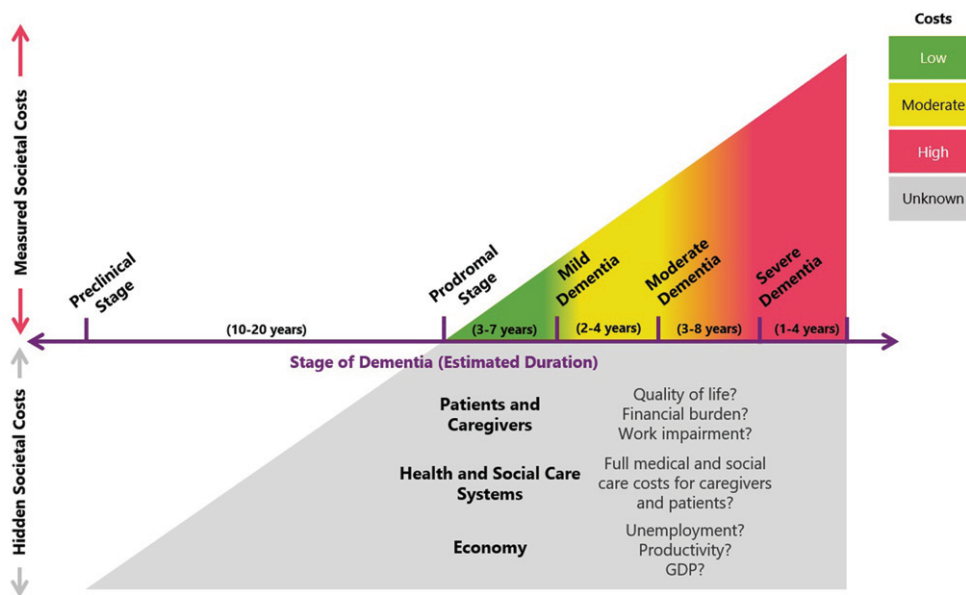 Costs
Low
Moderate
High
Unknown
Measured Societal Costs
Hidden Societal Costs
Preclinical
Stage
Prodromal
Stage
Mild
Dementia
Moderate
Dementia
Severe
Dementia
(10-20 years)
(3-7 years)
(2-4 years)
(3-8 years)
(1-4 years)
Stage of Dementia (Estimated Duration)
Patients and
Caregivers
Quality of life?
Financial burden?
Work impairment?
Health and Social Care
Systems
Full medical and social
care costs for caregivers
and patients?
Economy
Unemployment?
Productivity?
GDP?